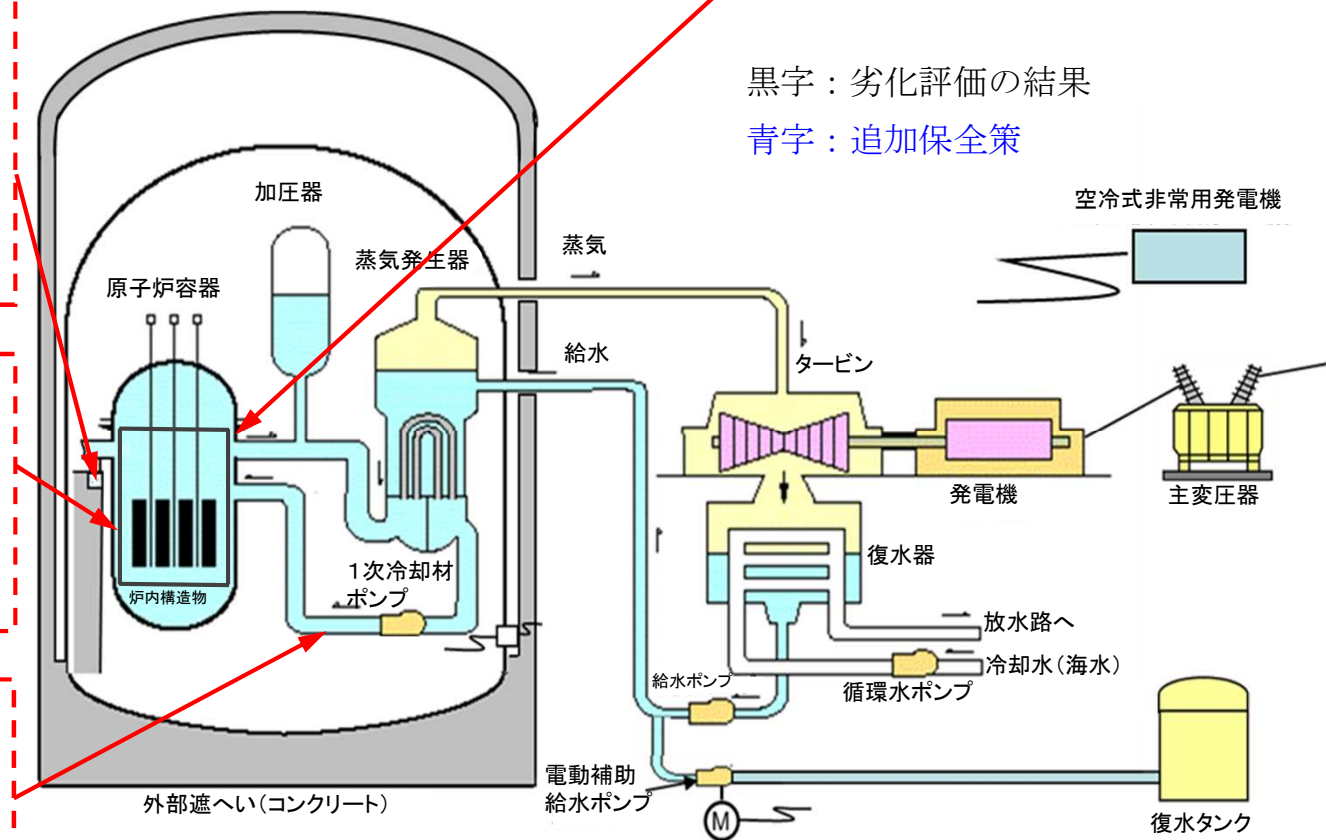 黒字：劣化評価の結果
青字：追加保全策
空冷式非常用発電機
加圧器
蒸気
蒸気発生器
原子炉容器
給水
タービン
発電機
主変圧器
復水器
1次冷却材
ポンプ
炉内構造物
放水路へ
冷却水（海水）
給水ポンプ
循環水ポンプ
電動補助
給水ポンプ
M
外部遮へい（コンクリート）
復水タンク